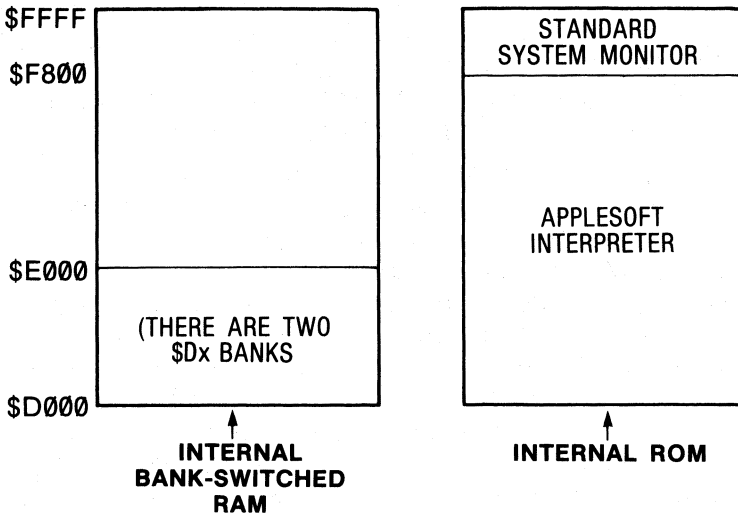 $FFFF
$F800
$E000
$D000
(THERE ARE TWO
$Dx BANKS
INTERNAL
BANK-SWITCHED
RAM
STANDARD
SYSTEM MONITOR
APPLESOFT
INTERPRETER
INTERNAL ROM